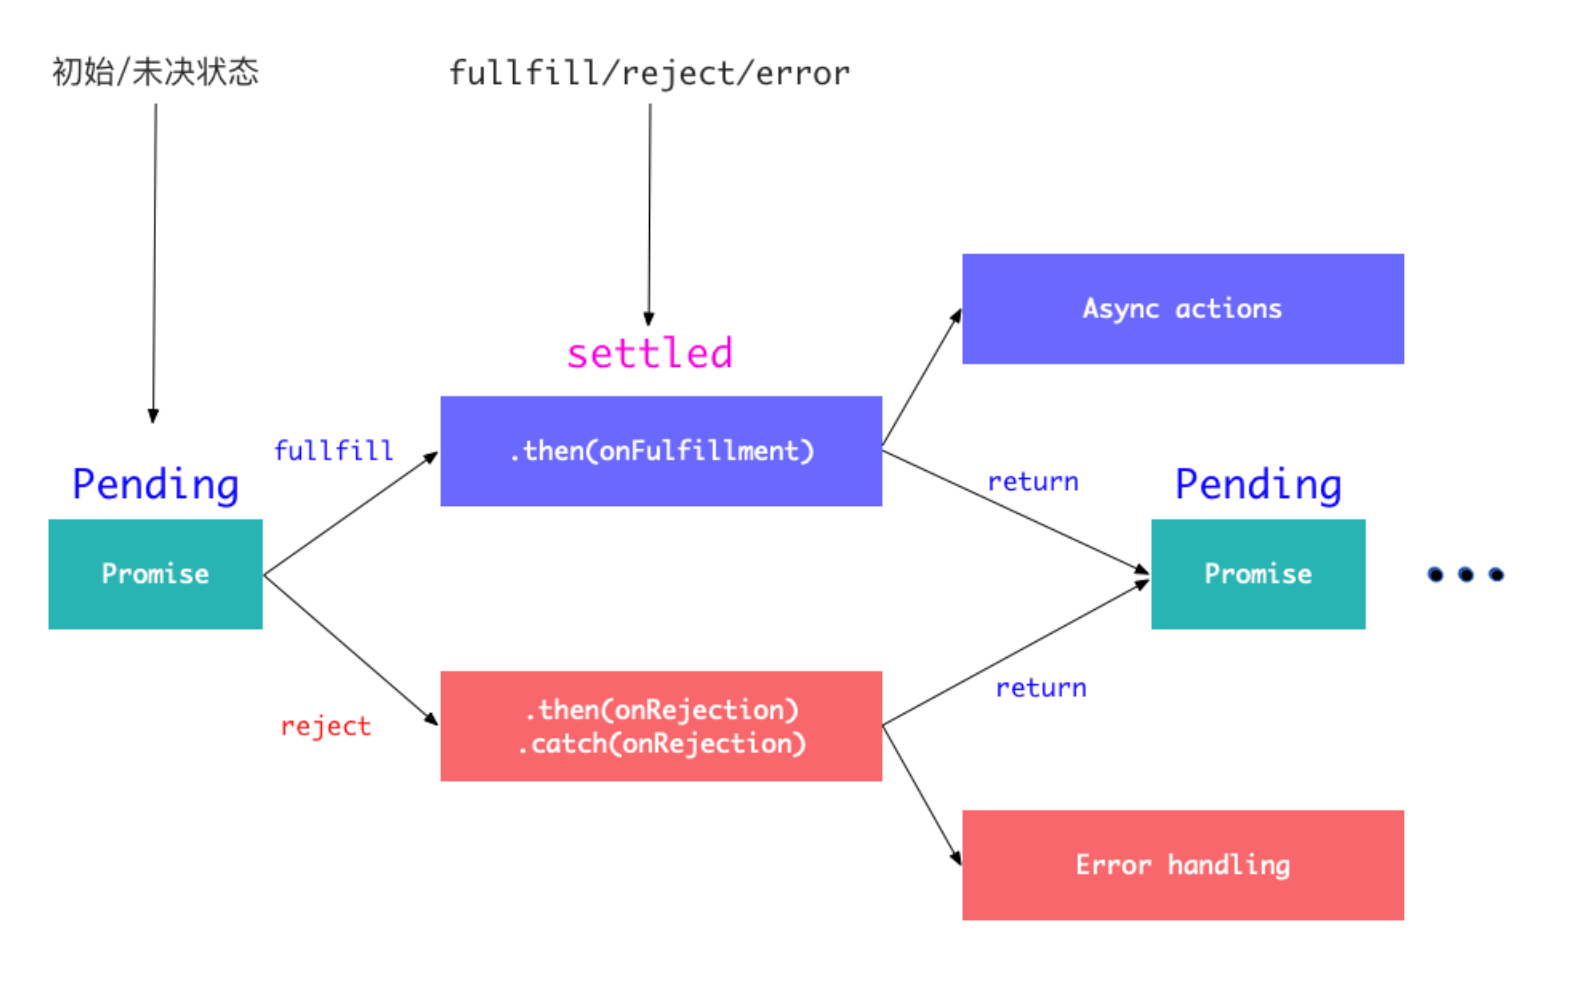 初始/未决状态
fullfill/reject/error
Async actions
settled
fullfill
.then(onFulfillment)
Pending
return
Pending
Promise
Promise
reject
.then(onRejection)
.catch(onRejection)
return
Error handling